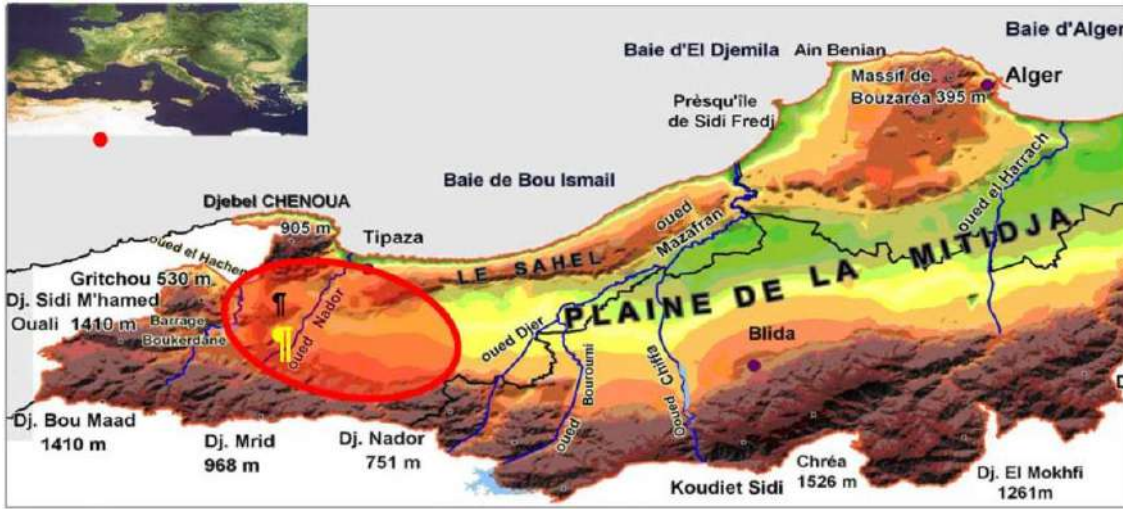 Baie d'Alger
Baie d'El Djemila
Ain Benian
Massif de
Bouzaréa 395 m
Alger
Prèsqu'île
de Sidi Fredj
Baie de Bou Ismail
Djebel CHENOUA
905 m
Tipaza
oued el Hachem
oued Mazafran
oued el Harrach
LE SAHEL
PLAINE DE LA MITIDJA
Gritchou 530 m
Dj. Sidi M'hamed
Ouali 1410 m
Barrage
Boukerdane
¶
¶
oued Nador
oued Djer
oued Bouroumi
Oued Chiffa
Blida
Dj. Bou Maad
1410 m
Dj. Mrid
968 m
Dj. Nador
751 m
Koudiet Sidi
Chréa
1526 m
Dj. El Mokhfi
1261m
D